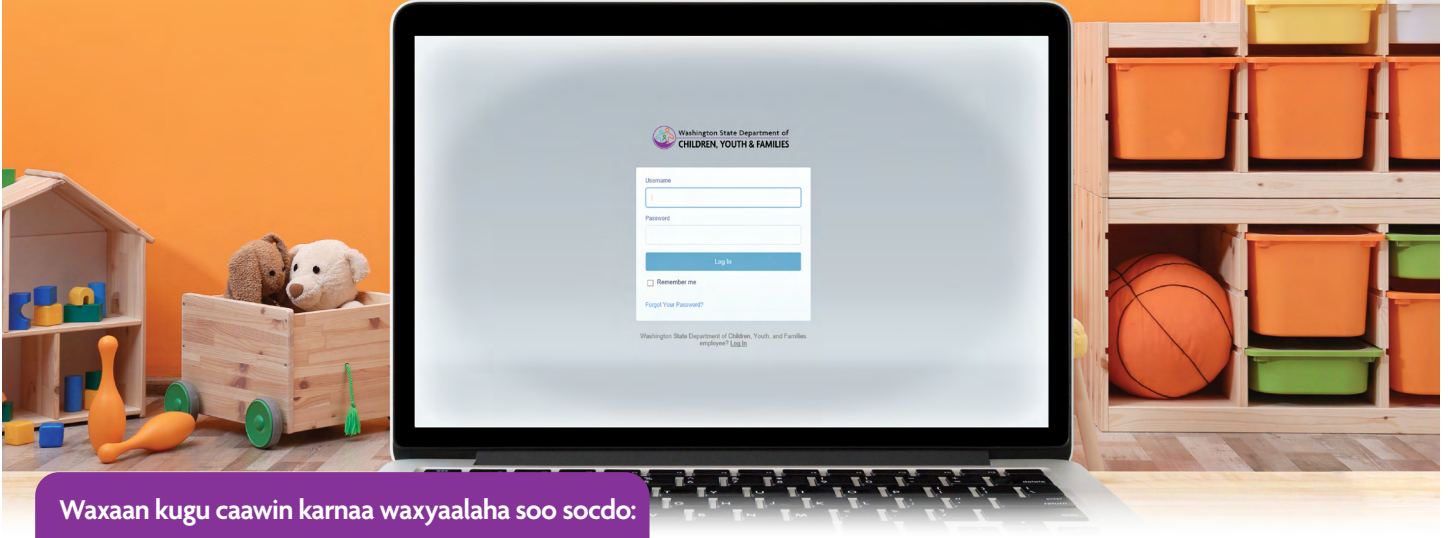 Washington State Department of
CHILDREN, YOUTH & FAMILIES
Username
Password
Log In
Remember me
Forgot Your Password?
Washington State Department of Children, Youth, and Families
employee? Log In
Waxaan kugu caawin karnaa waxyaalaha soo socdo: